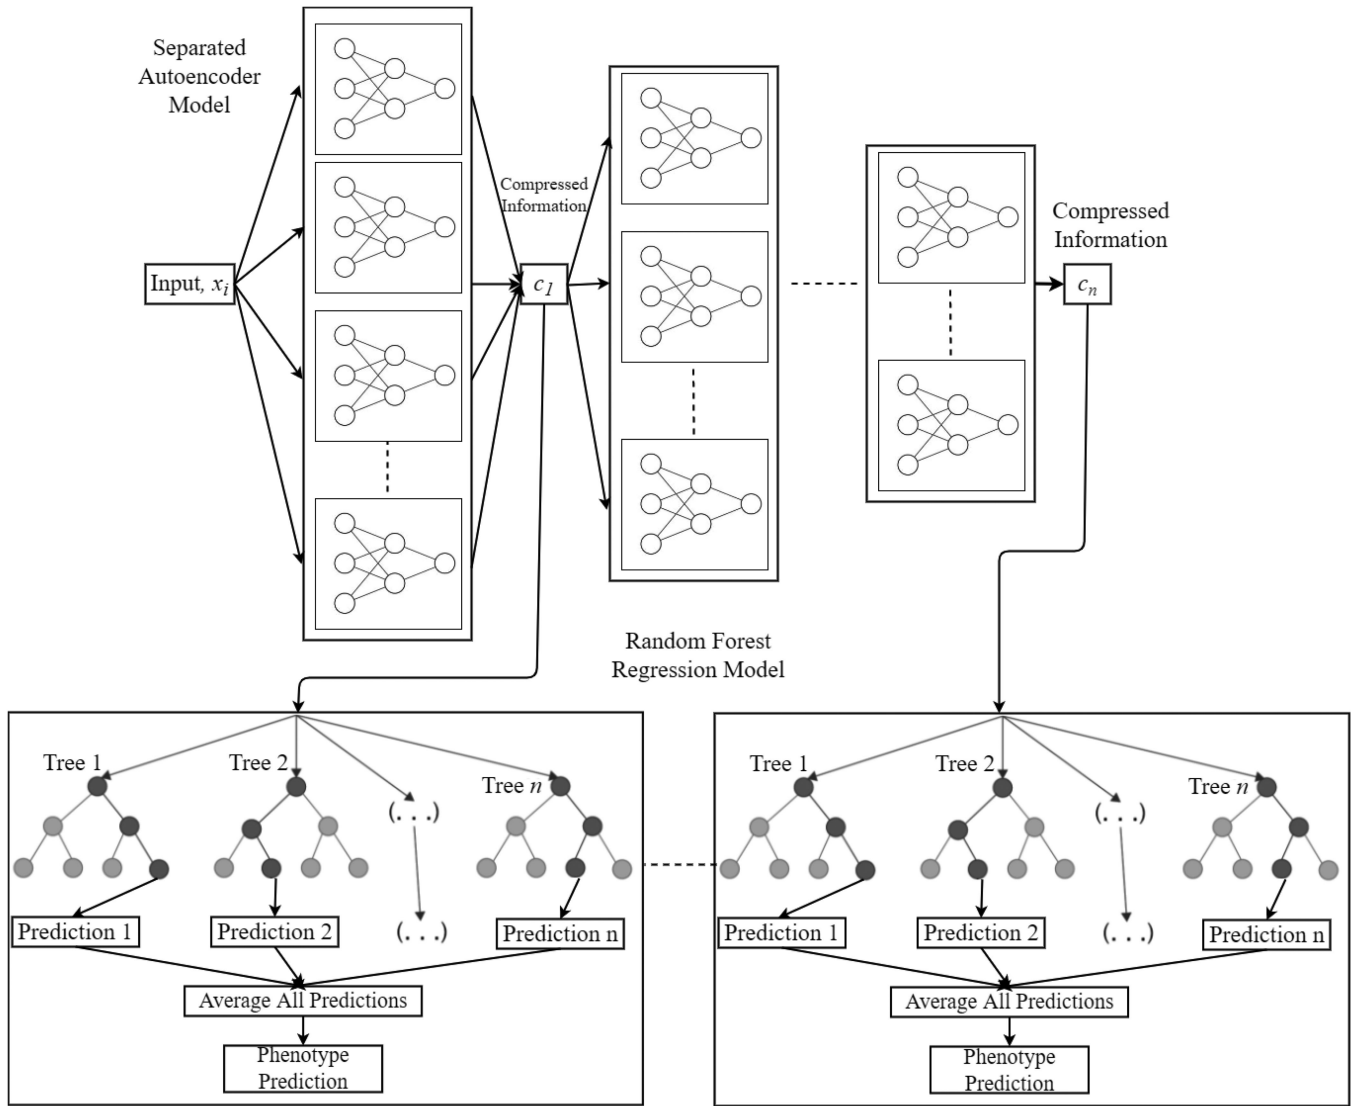 Separated
Autoencoder
Model
Compressed
Information
Compressed
Information
Input, xᵢ
c₁
cₙ
Random Forest
Regression Model
Tree 1
Tree 2
Tree n
(. . .)
(. . .)
Prediction 1
Prediction 2
Prediction n
Average All Predictions
Phenotype
Prediction
Tree 1
Tree 2
Tree n
(. . .)
(. . .)
Prediction 1
Prediction 2
Prediction n
Average All Predictions
Phenotype
Prediction